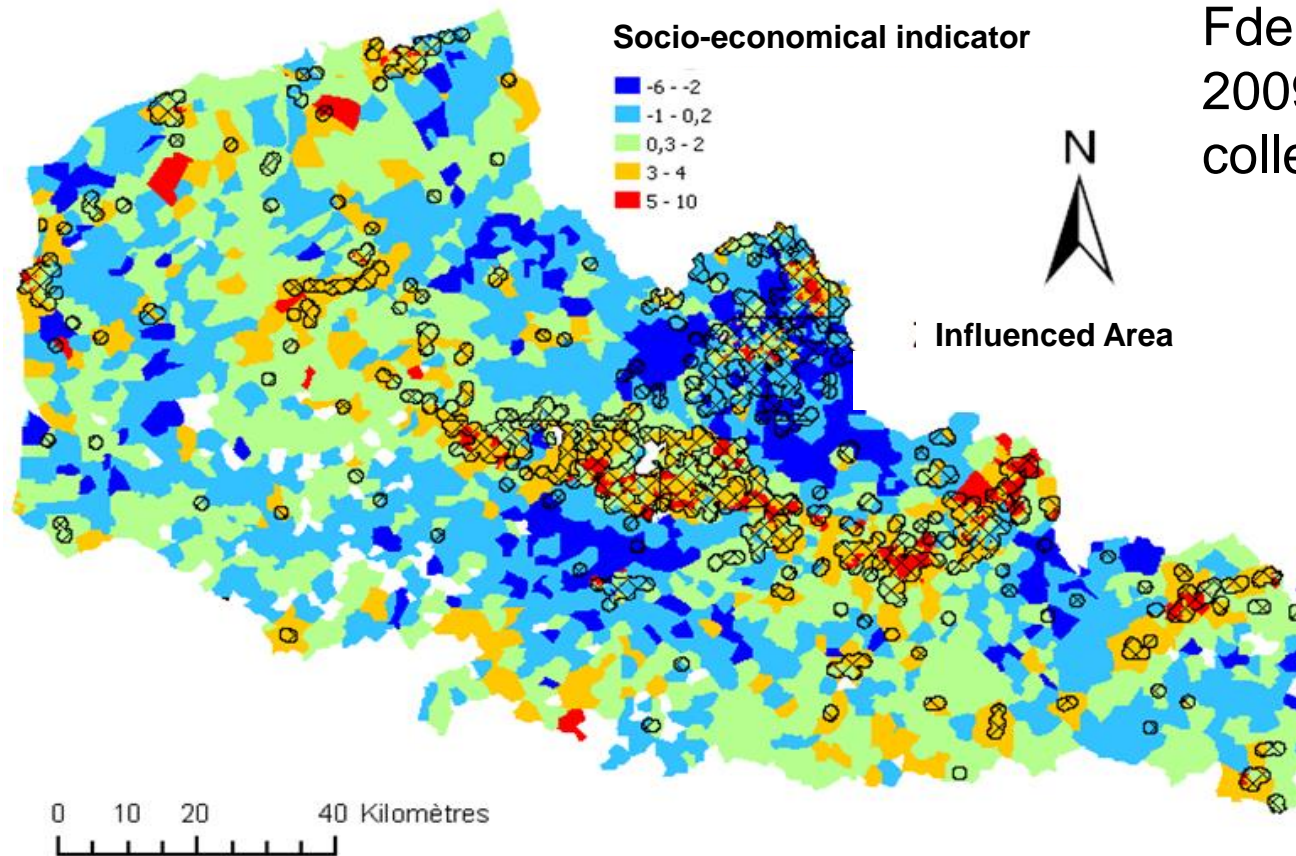 Socio-economical indicator
-6 - -2
-1 - 0,2
0,3 - 2
3 - 4
5 - 10
Fde
2009
colle
N
Influenced Area
0 10 20 40 Kilomètres